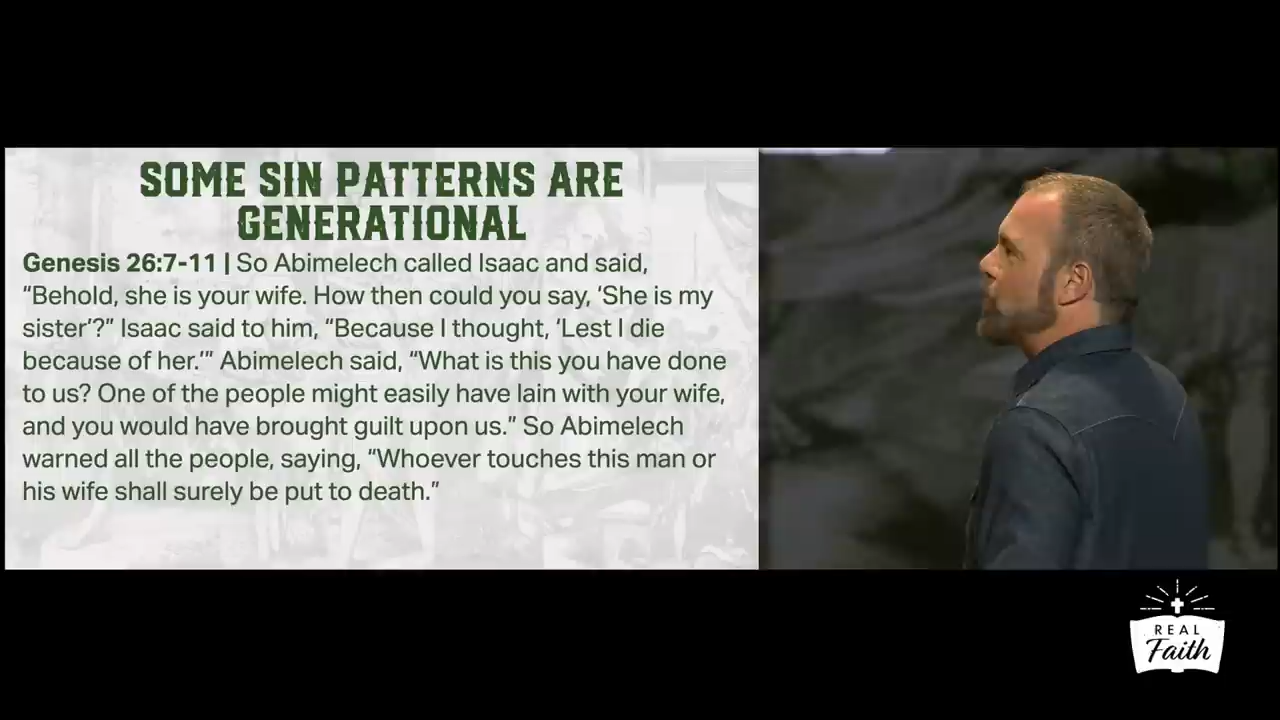 SOME SIN PATTERNS ARE
GENERATIONAL
Genesis 26:7-11 | So Abimelech called Isaac and said,
“Behold, she is your wife. How then could you say, ‘She is my
sister’?” Isaac said to him, “Because I thought, ‘Lest I die
because of her.’” Abimelech said, “What is this you have done
to us? One of the people might easily have lain with your wife,
and you would have brought guilt upon us.” So Abimelech
warned all the people, saying, “Whoever touches this man or
his wife shall surely be put to death.”
REAL
Faith